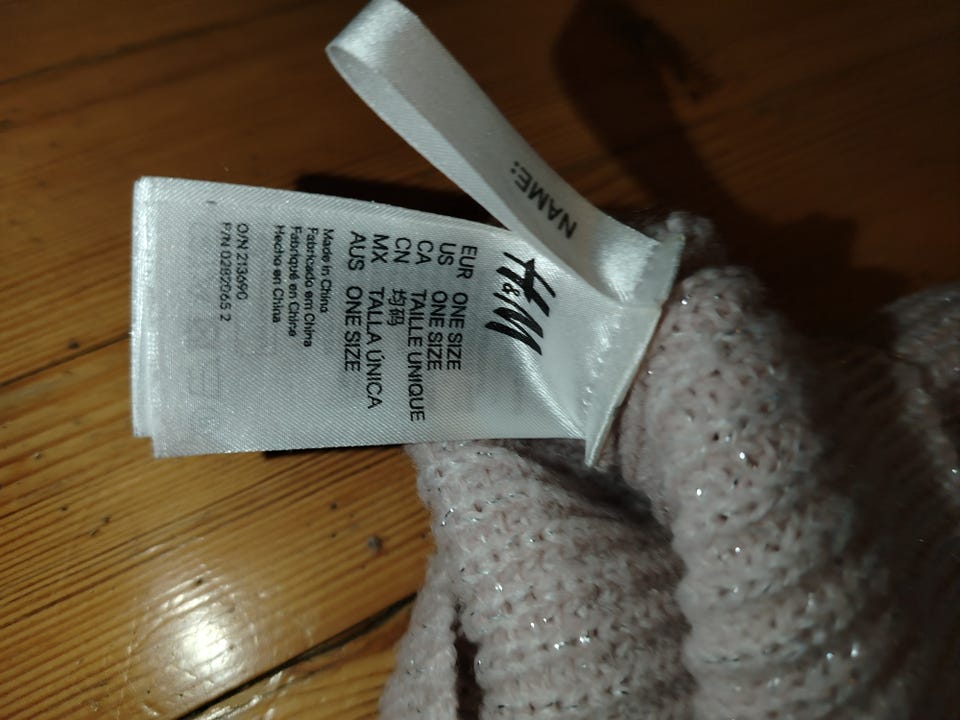 NAME:
H&M
EUR ONE SIZE
US ONE SIZE
CA TAILLE UNIQUE
CN 均码
MX TALLA ÚNICA
AUS ONE SIZE
Made in China
Fabricado em China
Fabriqué en Chine
Hecho en China
O/N 213690
P/N 0282065 2